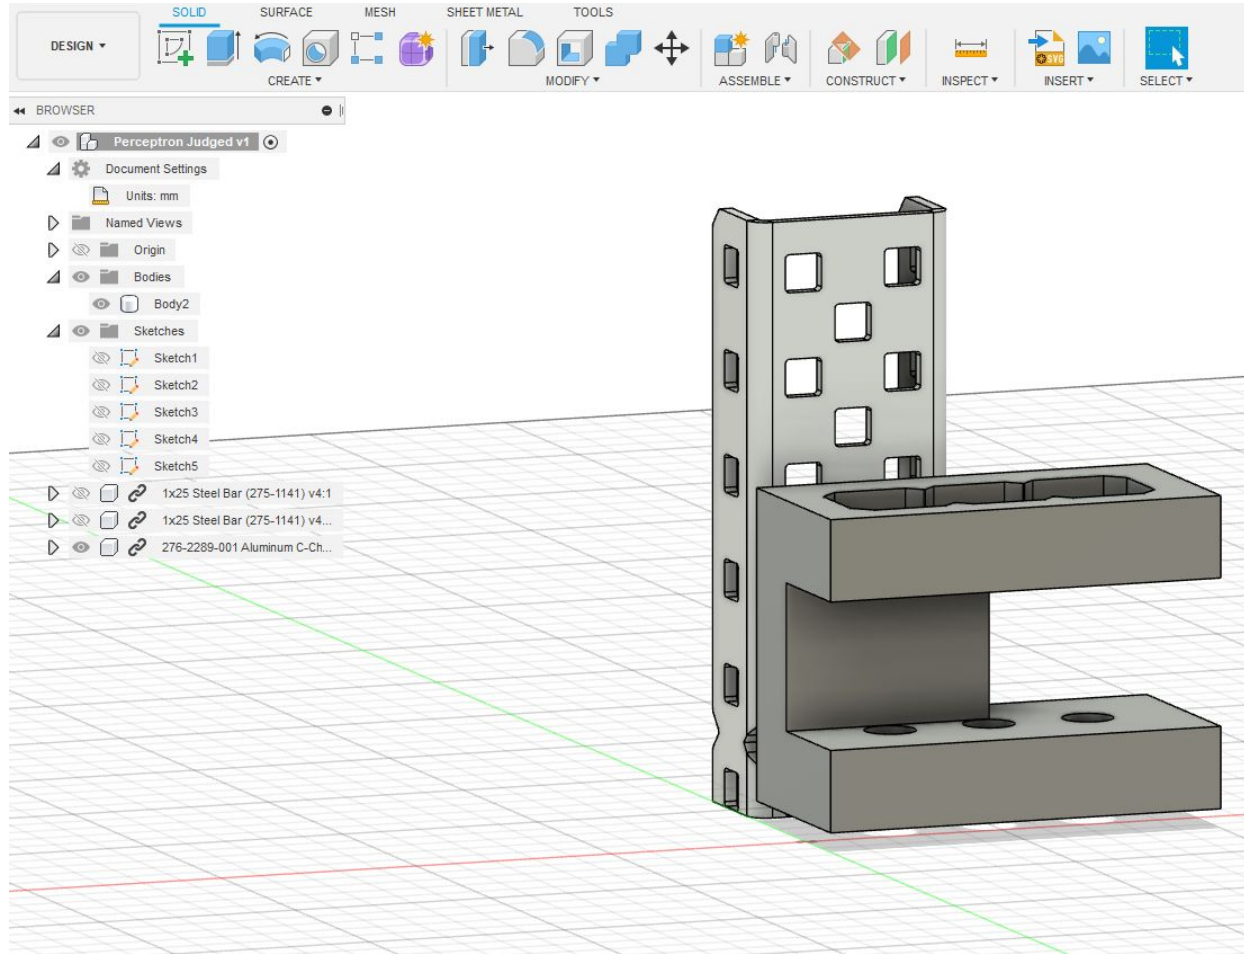 SOLID SURFACE MESH SHEET METAL TOOLS
DESIGN ▾
CREATE ▾ MODIFY ▾ ASSEMBLE ▾ CONSTRUCT ▾ INSPECT ▾ INSERT ▾ SELECT ▾
SVG
BROWSER
Perceptron Judged v1
Document Settings
Units: mm
Named Views
Origin
Bodies
Body2
Sketches
Sketch1
Sketch2
Sketch3
Sketch4
Sketch5
1x25 Steel Bar (275-1141) v4:1
1x25 Steel Bar (275-1141) v4...
276-2289-001 Aluminum C-Ch...